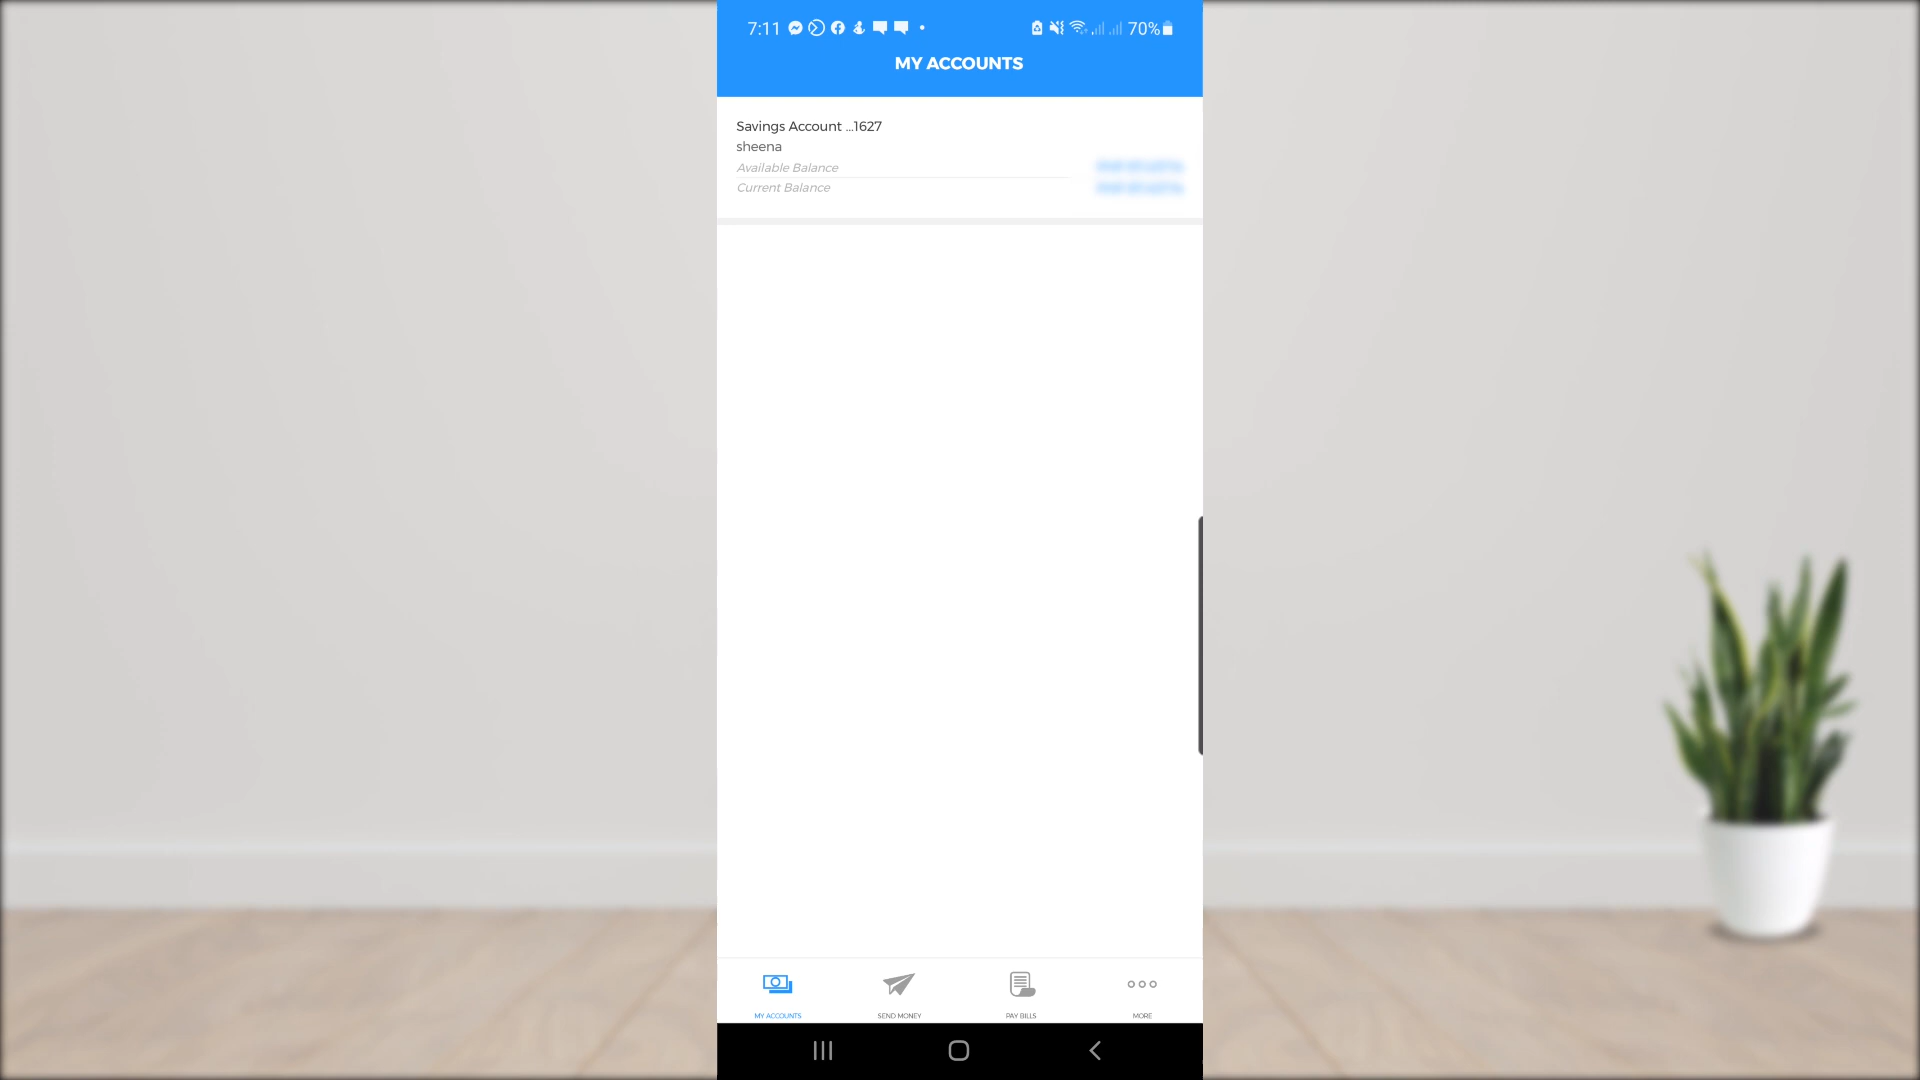 7:11
70%
MY ACCOUNTS
Savings Account ...1627
sheena
Available Balance
Current Balance
MY ACCOUNTS
SEND MONEY
PAY BILLS
MORE